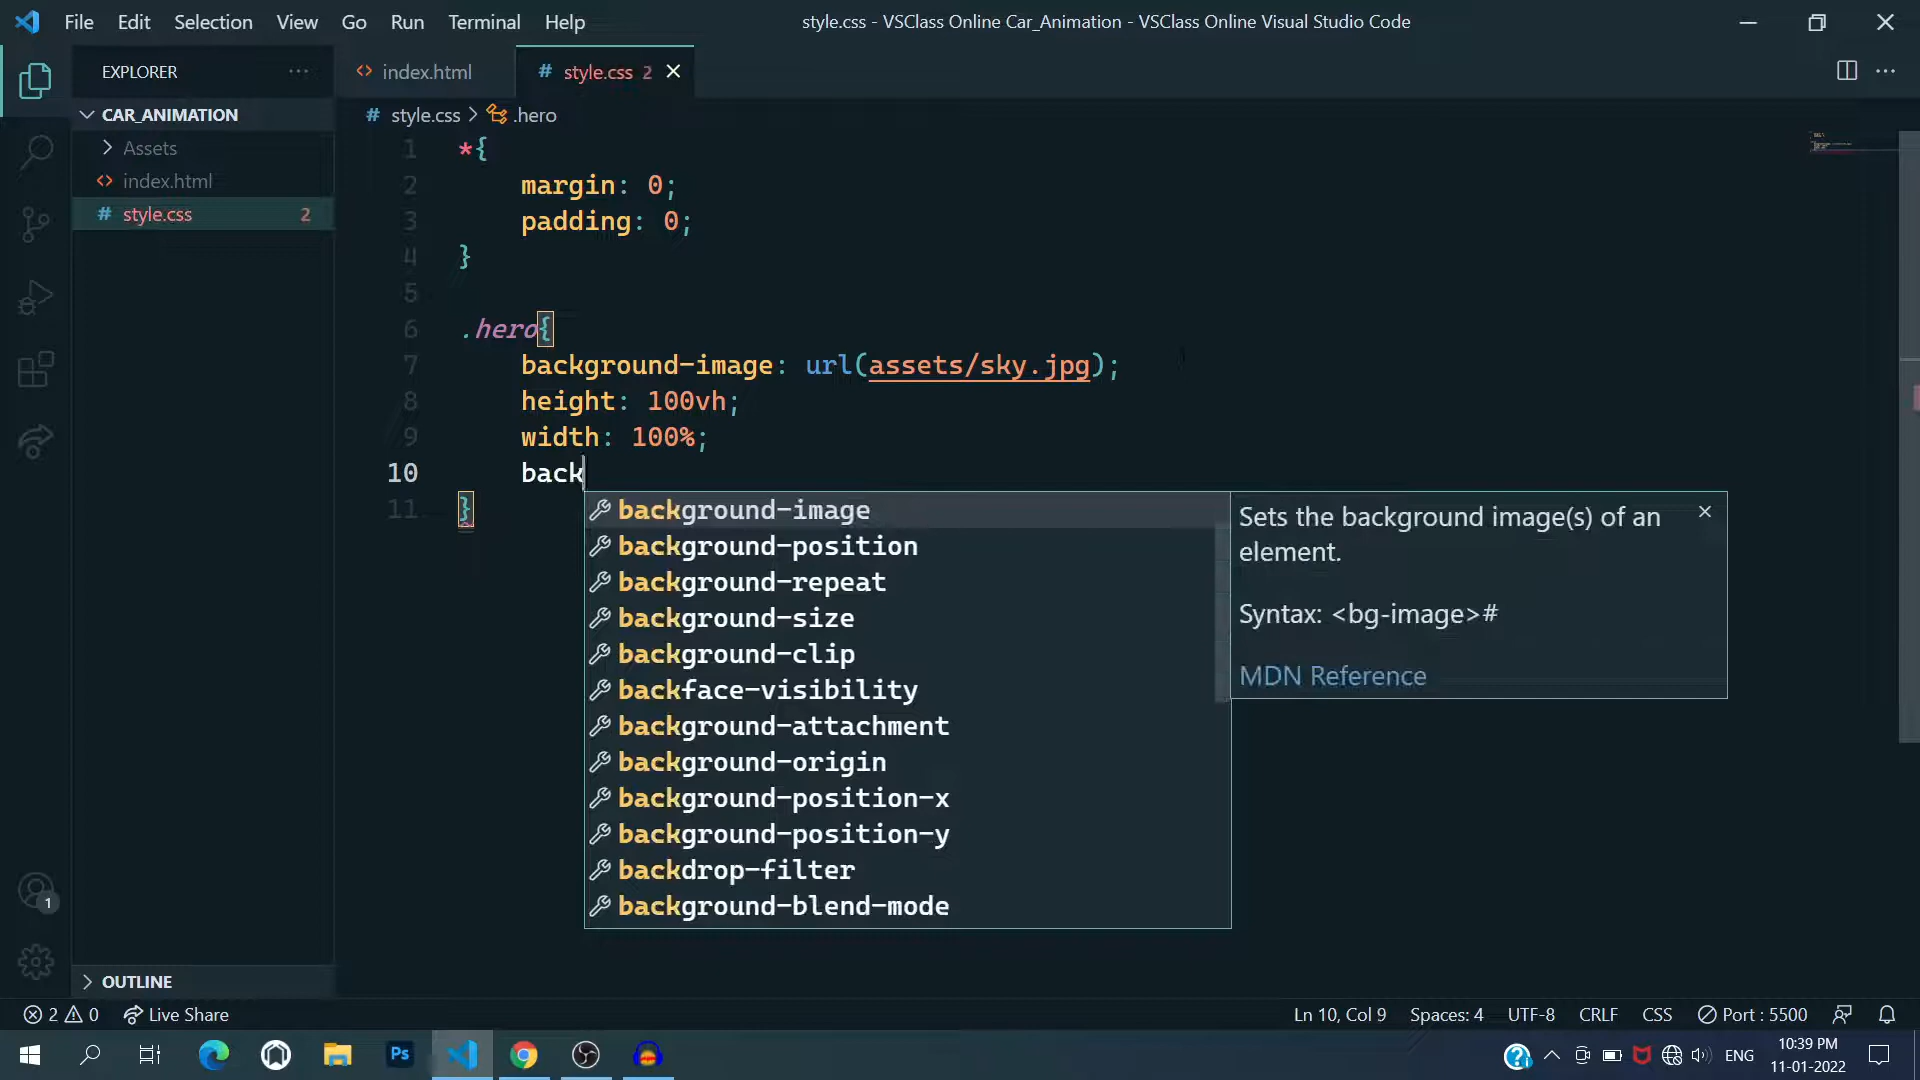 File Edit Selection View Go Run Terminal Help
style.css - VSClass Online Car_Animation - VSClass Online Visual Studio Code
EXPLORER
CAR_ANIMATION
Assets
index.html
style.css 2
OUTLINE
index.html
# style.css 2
# style.css > .hero
1 *{
2 margin: 0;
3 padding: 0;
4 }
5
6 .hero{
7 background-image: url(assets/sky.jpg);
8 height: 100vh;
9 width: 100%;
10 back
11 }
background-image
background-position
background-repeat
background-size
background-clip
backface-visibility
background-attachment
background-origin
background-position-x
background-position-y
backdrop-filter
background-blend-mode
Sets the background image(s) of an
element.
Syntax: <bg-image>#
MDN Reference
1
2 0 Live Share
Ln 10, Col 9 Spaces: 4 UTF-8 CRLF CSS Port : 5500
Ps
ENG
10:39 PM
11-01-2022